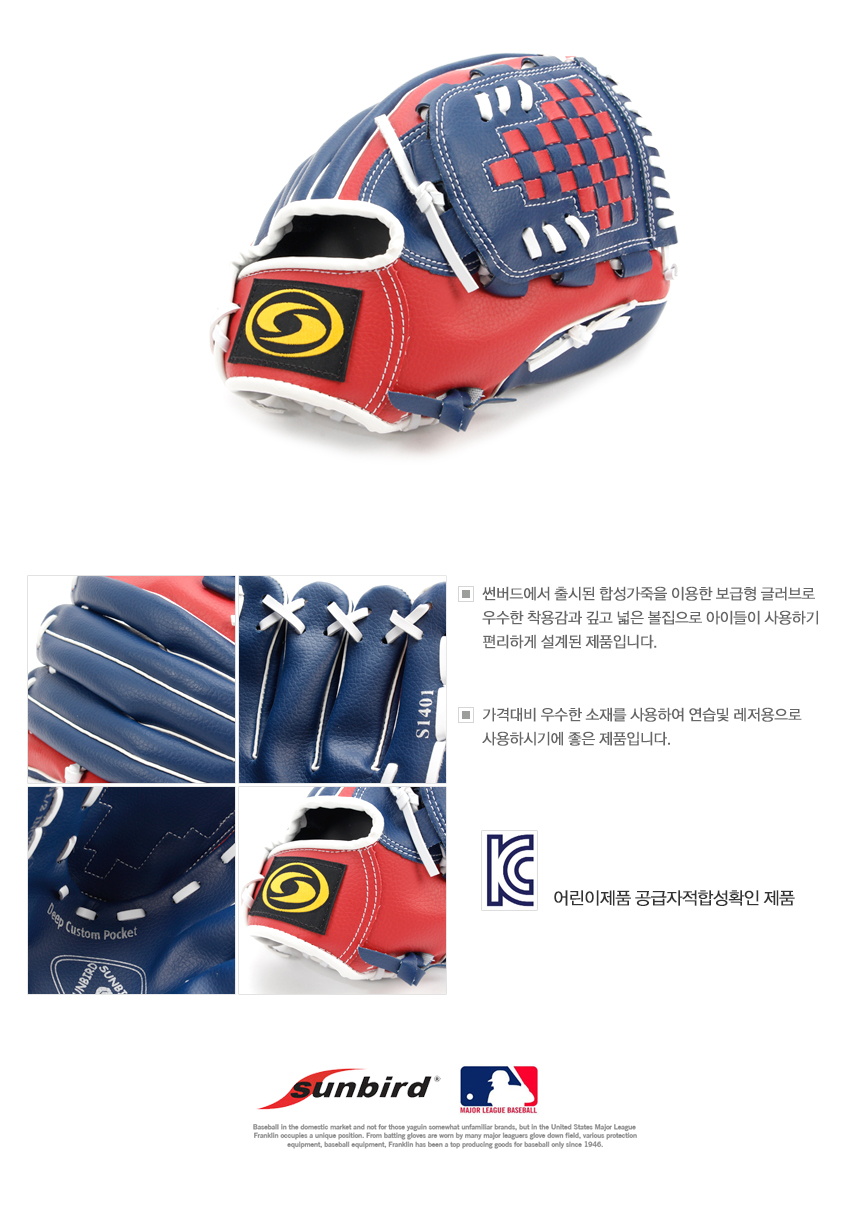 썬버드에서 출시된 합성가죽을 이용한 보급형 글러브로
우수한 착용감과 깊고 넓은 볼집으로 아이들이 사용하기
편리하게 설계된 제품입니다.
S1401
가격대비 우수한 소재를 사용하여 연습및 레저용으로
사용하시기에 좋은 제품입니다.
Deep Custom Pocket
SUNBIRD
SUNBIRD
어린이제품 공급자적합성확인 제품
sunbird®
MAJOR LEAGUE BASEBALL
Baseball in the domestic market and not for those yaguin somewhat unfamiliar brands, but in the United States Major League
Franklin occupies a unique position. From batting gloves are worn by many major leaguers glove down field, various protection
equipment, baseball equipment, Franklin has been a top producing goods for baseball only since 1946.